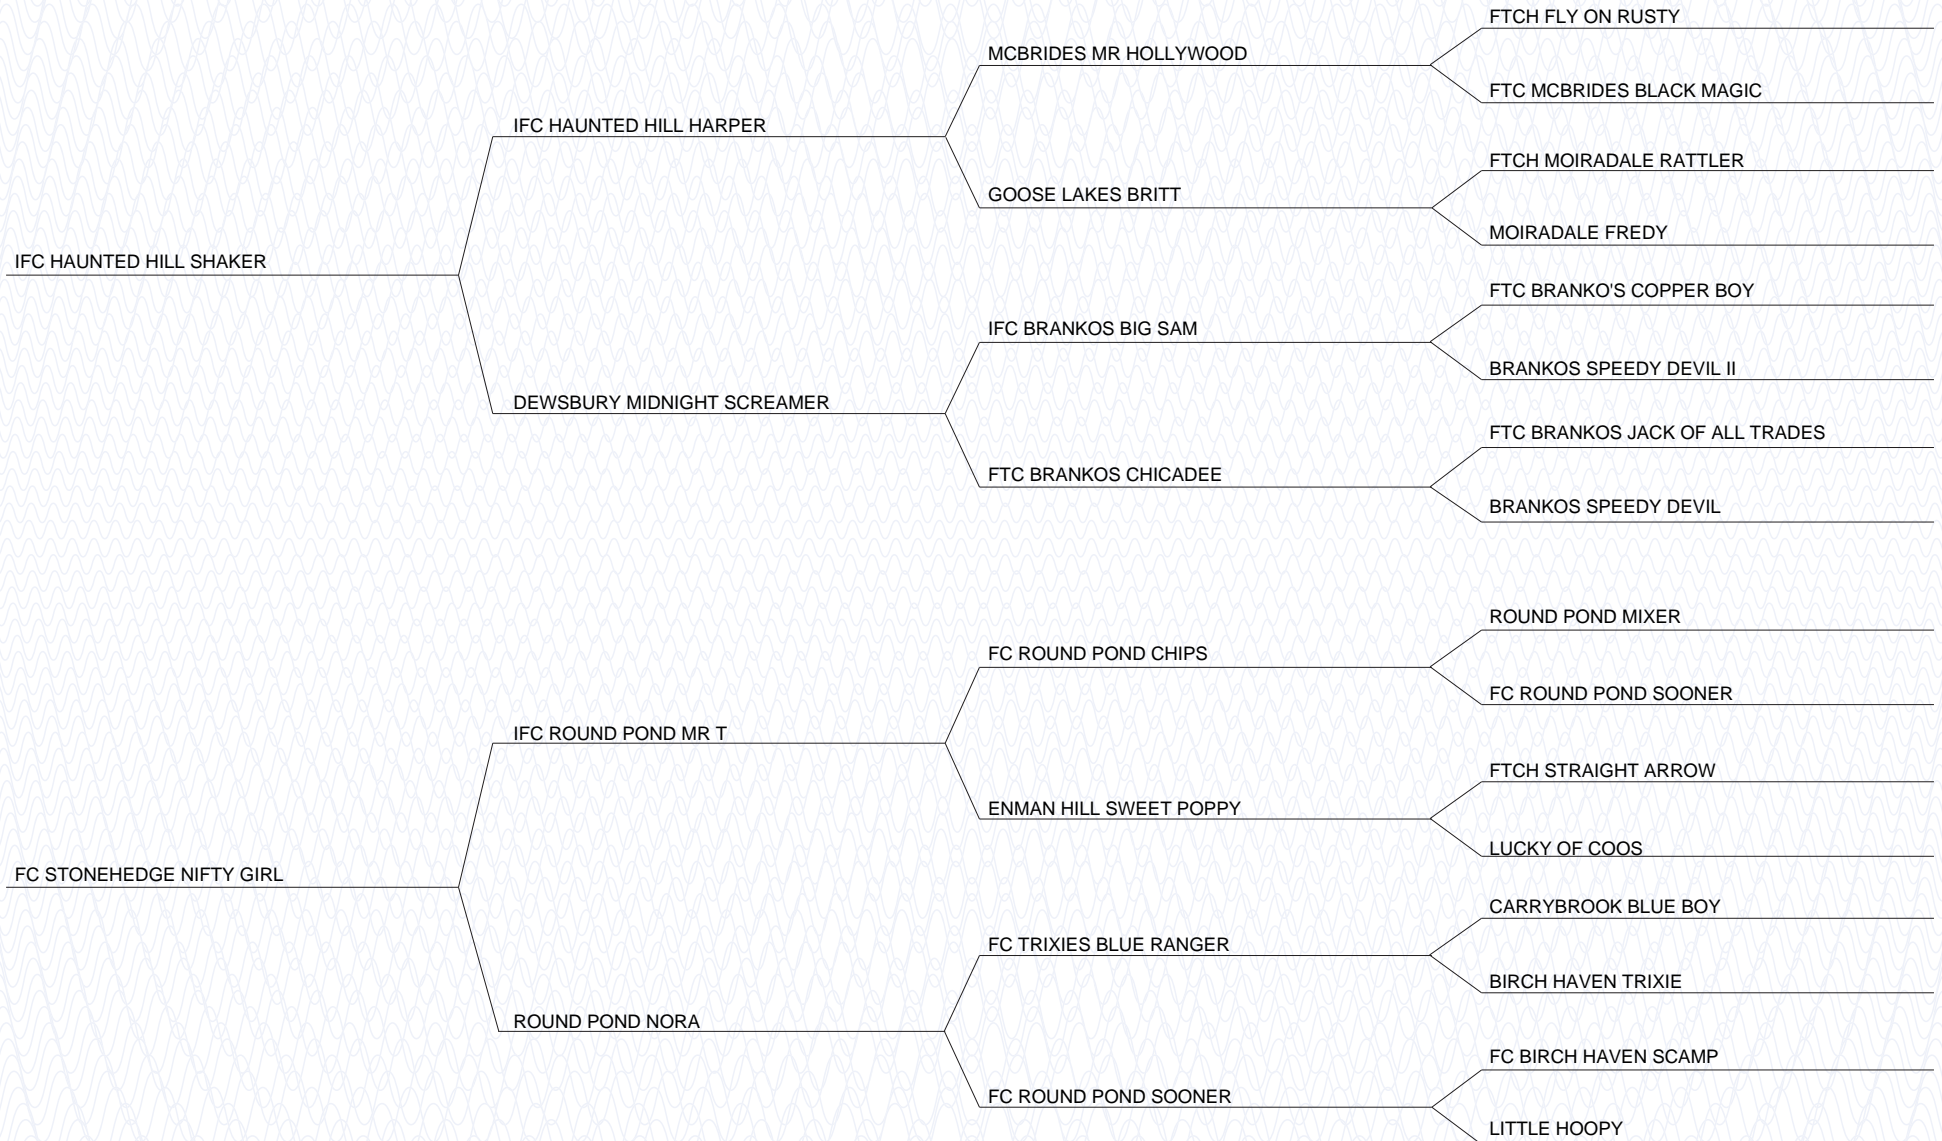 FTCH FLY ON RUSTY
MCBRIDES MR HOLLYWOOD
FTC MCBRIDES BLACK MAGIC
IFC HAUNTED HILL HARPER
FTCH MOIRADALE RATTLER
GOOSE LAKES BRITT
MOIRADALE FREDY
IFC HAUNTED HILL SHAKER
FTC BRANKO'S COPPER BOY
IFC BRANKOS BIG SAM
BRANKOS SPEEDY DEVIL II
DEWSBURY MIDNIGHT SCREAMER
FTC BRANKOS JACK OF ALL TRADES
FTC BRANKOS CHICADEE
BRANKOS SPEEDY DEVIL
ROUND POND MIXER
FC ROUND POND CHIPS
FC ROUND POND SOONER
IFC ROUND POND MR T
FTCH STRAIGHT ARROW
ENMAN HILL SWEET POPPY
LUCKY OF COOS
FC STONEHEDGE NIFTY GIRL
CARRYBROOK BLUE BOY
FC TRIXIES BLUE RANGER
BIRCH HAVEN TRIXIE
ROUND POND NORA
FC BIRCH HAVEN SCAMP
FC ROUND POND SOONER
LITTLE HOOPY